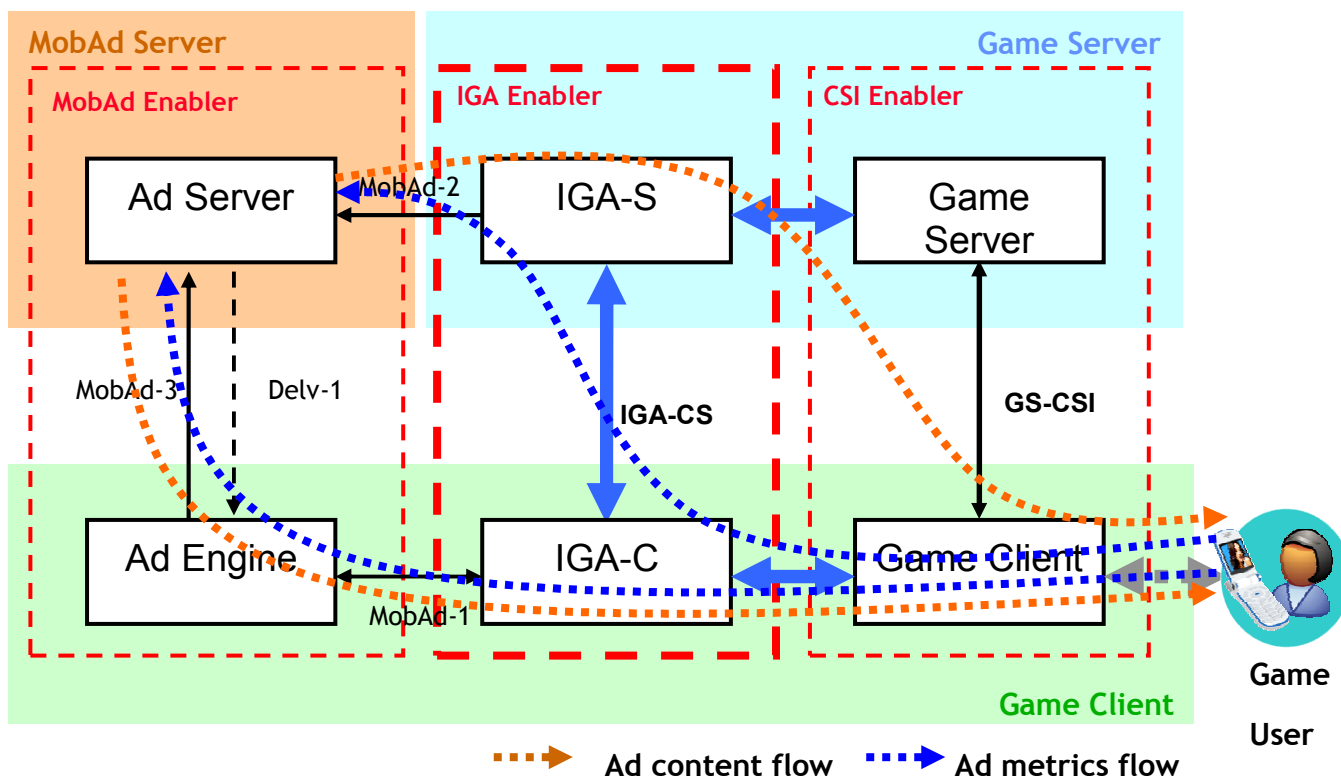 MobAd Server
Game Server
MobAd Enabler
IGA Enabler
CSI Enabler
Ad Server
MobAd-2
IGA-S
Game
Server
MobAd-3
Delv-1
IGA-CS
GS-CSI
Ad Engine
MobAd-1
IGA-C
Game Client
Game Client
Game
User
Ad content flow
Ad metrics flow